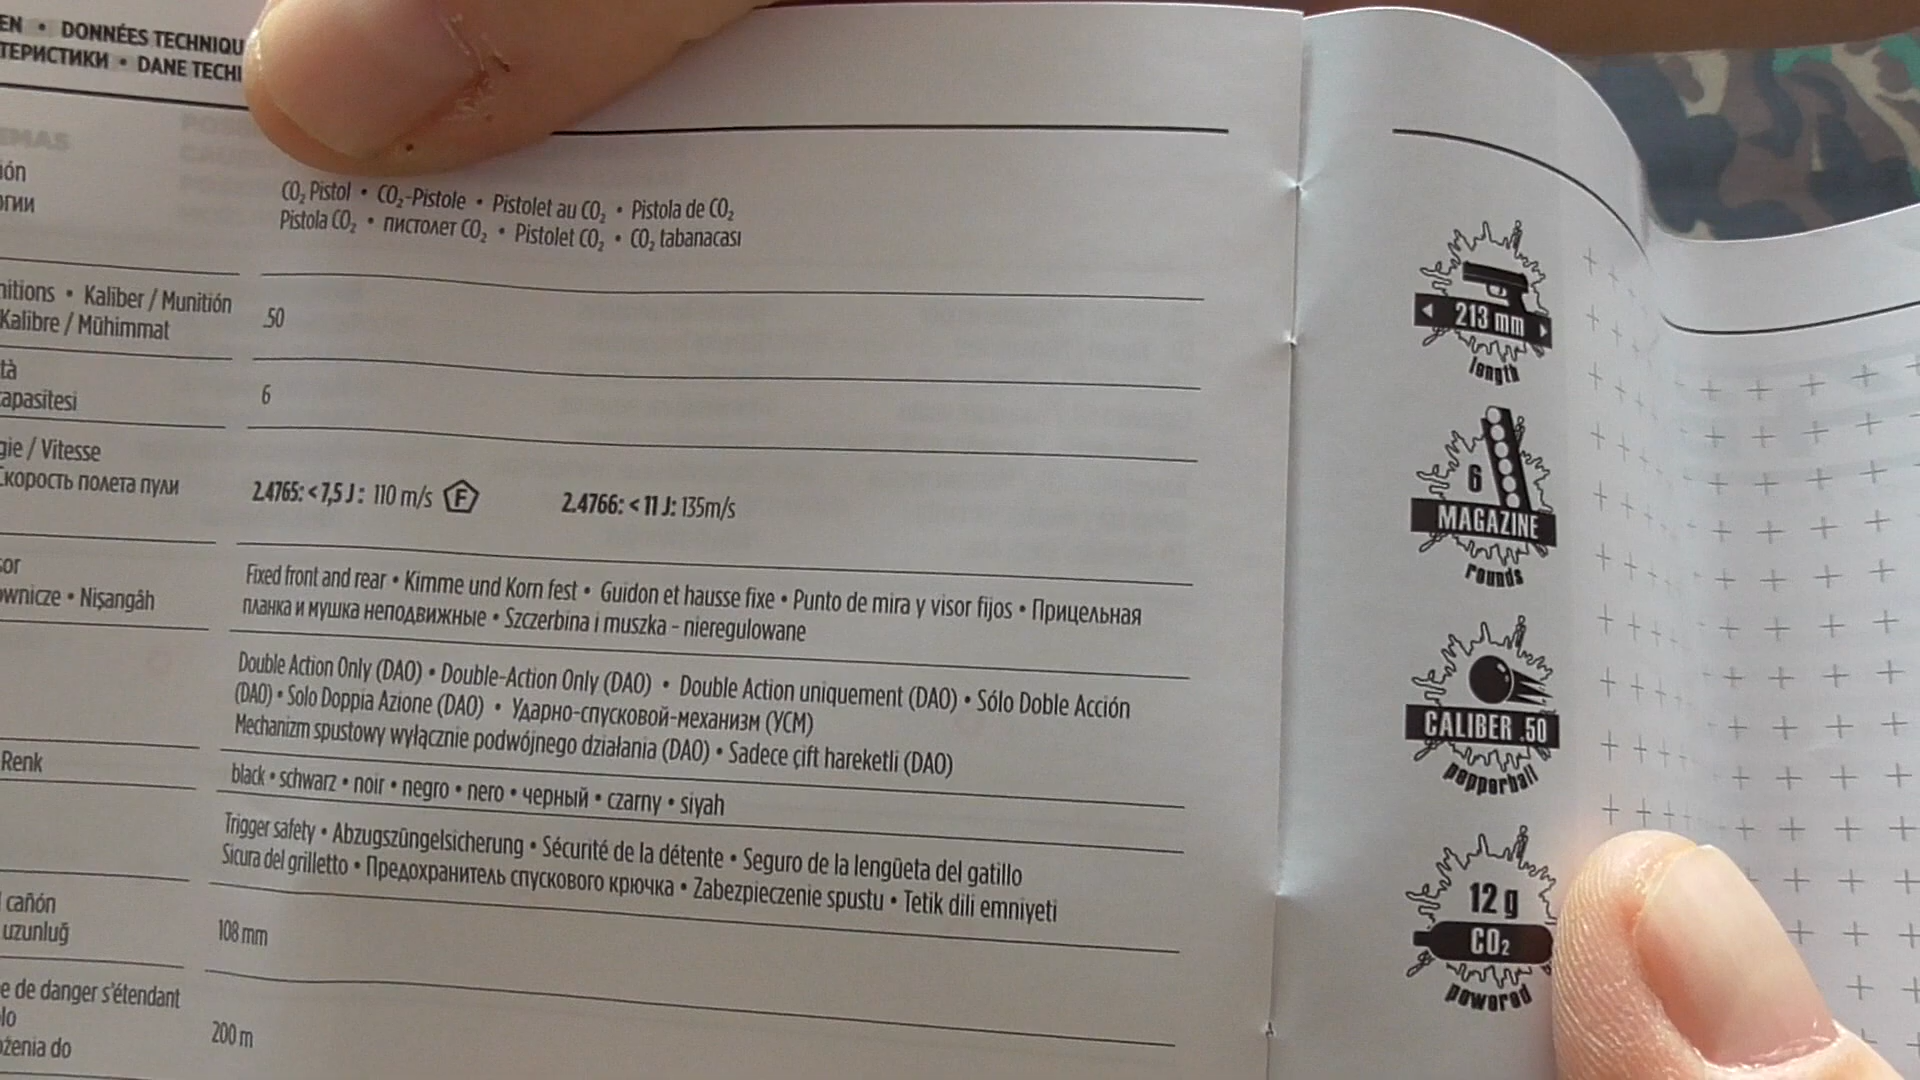 EN • DONNÉES TECHNIQU
ТЕРИСТИКИ • DANE TECHI
ión
огии
CO₂ Pistol • CO₂-Pistole • Pistolet au CO₂ • Pistola de CO₂
Pistola CO₂ • пистолет CO₂ • Pistolet CO₂ • CO₂ tabanacası
nitions • Kaliber / Munitión
Kalibre / Mühimmat
.50
tà
apasitesi
6
gie / Vitesse
Скорость полета пули
2.4765: < 7,5 J : 110 m/s F
2.4766: < 11 J: 135m/s
sor
ownicze • Nişangâh
Fixed front and rear • Kimme und Korn fest • Guidon et hausse fixe • Punto de mira y visor fijos • Прицельная
планка и мушка неподвижные • Szczerbina i muszka - nieregulowane
Double Action Only (DAO) • Double-Action Only (DAO) • Double Action uniquement (DAO) • Sólo Doble Acción
(DAO) • Solo Doppia Azione (DAO) • Ударно-спусковой-механизм (УСМ)
Mechanizm spustowy wyłącznie podwójnego działania (DAO) • Sadece çift hareketli (DAO)
Renk
black • schwarz • noir • negro • nero • черный • czarny • siyah
Trigger safety • Abzugszüngelsicherung • Sécurité de la détente • Seguro de la lengüeta del gatillo
Sicura del grilletto • Предохранитель спускового крючка • Zabezpieczenie spustu • Tetik dili emniyeti
l cañón
uzunluğ
108 mm
e de danger s'étendant
lo
ożenia do
200 m
213 mm
length
6
MAGAZINE
rounds
CALIBER .50
pepperball
12 g
CO₂
powered